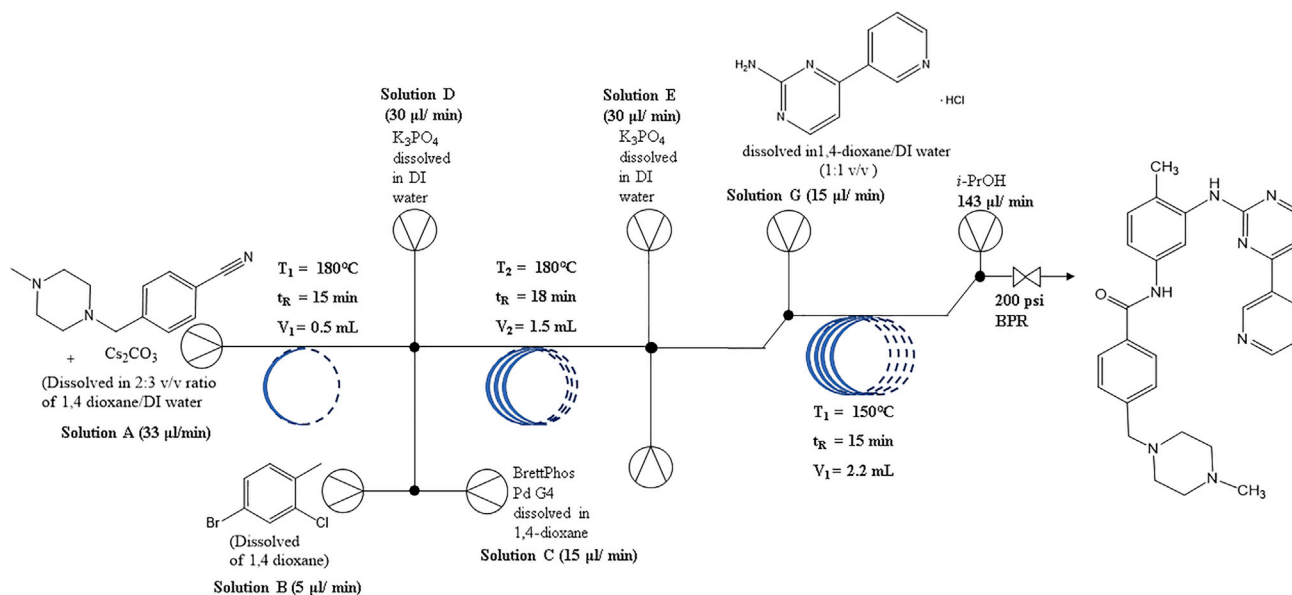 Solution D
(30 µl/ min)
K₃PO₄
dissolved
in DI
water
Solution E
(30 µl/ min)
K₃PO₄
dissolved
in DI
water
H₂N
N
N
N
· HCl
dissolved in1,4-dioxane/DI water
(1:1 v/v )
Solution G (15 µl/ min)
i-PrOH
143 µl/ min
T₁ = 180°C
tR = 15 min
V₁ = 0.5 mL
T₂ = 180°C
tR = 18 min
V₂ = 1.5 mL
N
N
N
+ Cs₂CO₃
(Dissolved in 2:3 v/v ratio
of 1,4 dioxane/DI water
Solution A (33 µl/min)
200 psi
BPR
T₁ = 150°C
tR = 15 min
V₁ = 2.2 mL
Br
Cl
(Dissolved
of 1,4 dioxane)
Solution B (5 µl/ min)
BrettPhos
Pd G4
dissolved in
1,4-dioxane
Solution C (15 µl/ min)
CH₃
H
N
N
N
N
O
NH
N
N
CH₃